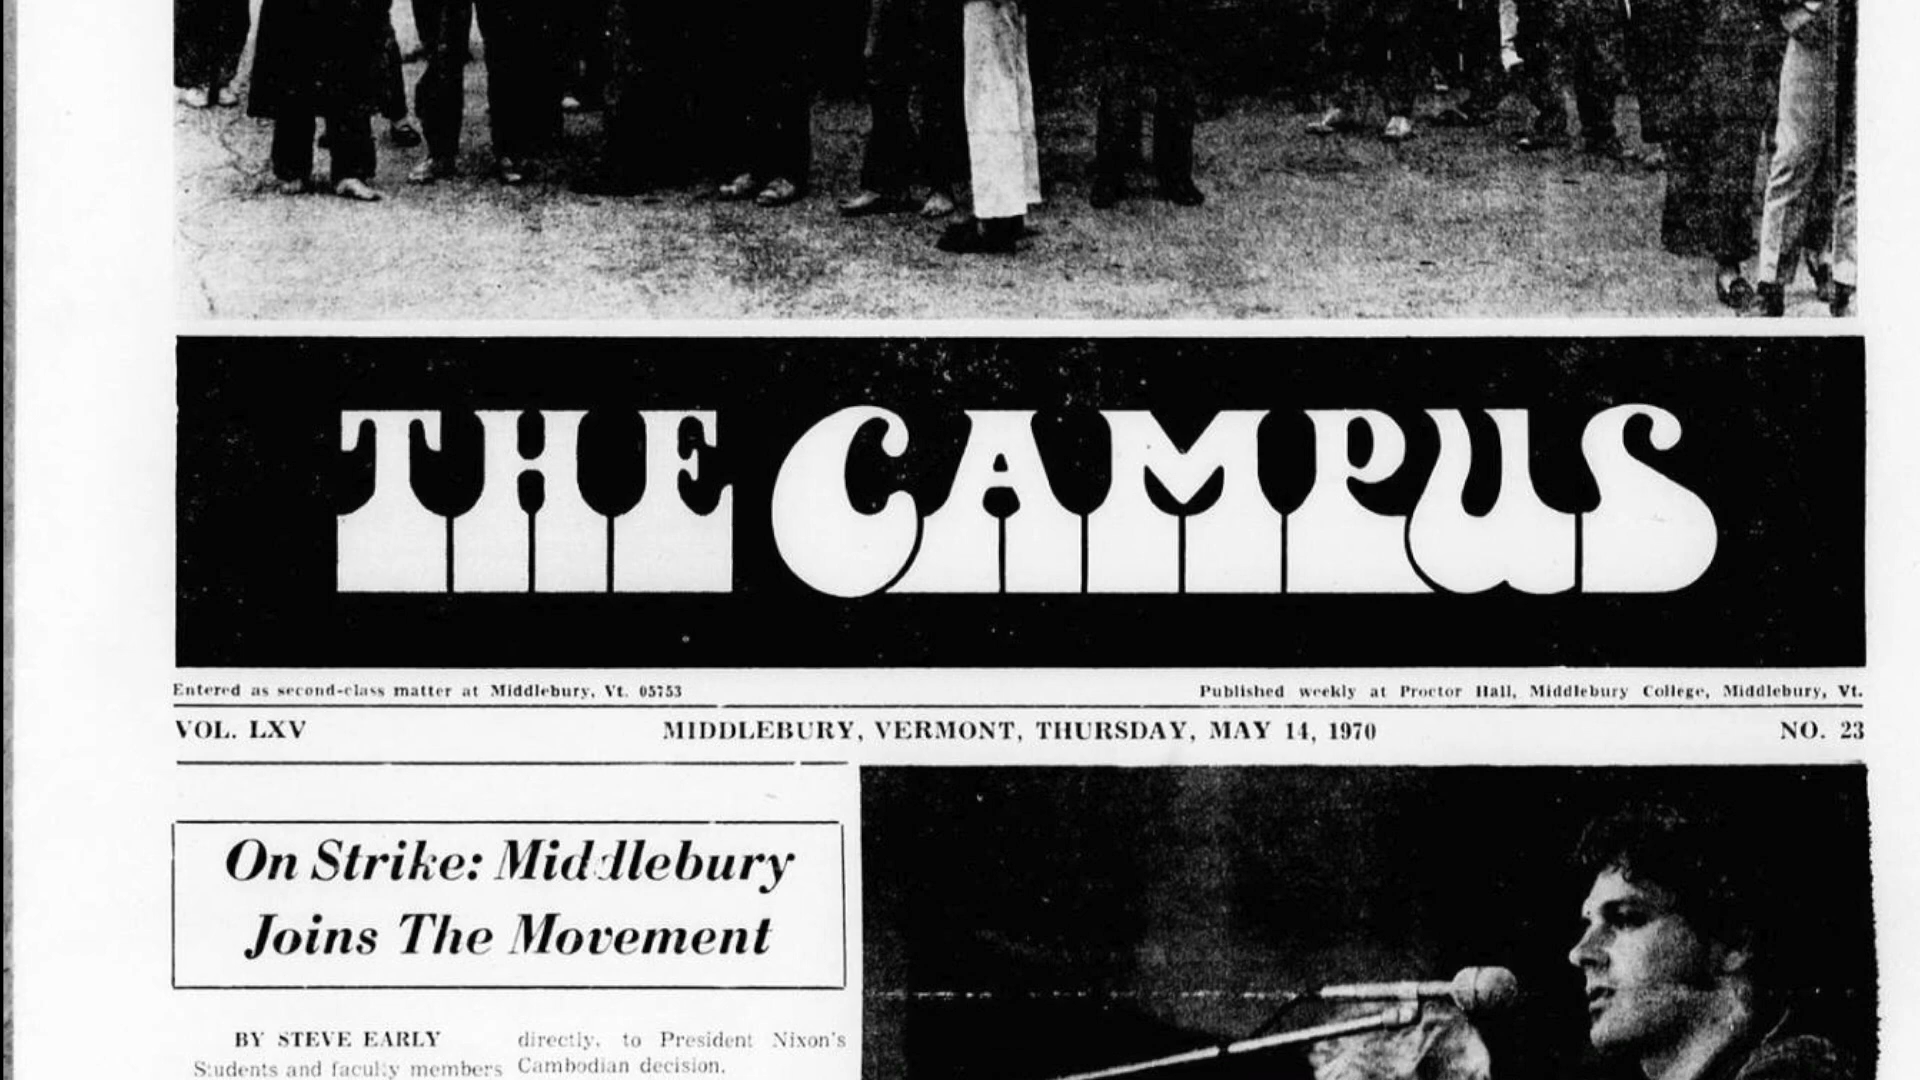 THE CAMPUS
Entered as second-class matter at Middlebury, Vt. 05753
Published weekly at Proctor Hall, Middlebury College, Middlebury, Vt.
VOL. LXV MIDDLEBURY, VERMONT, THURSDAY, MAY 14, 1970 NO. 23
On Strike: Middlebury
Joins The Movement
BY STEVE EARLY
Students and faculty members
directly, to President Nixon's
Cambodian decision.